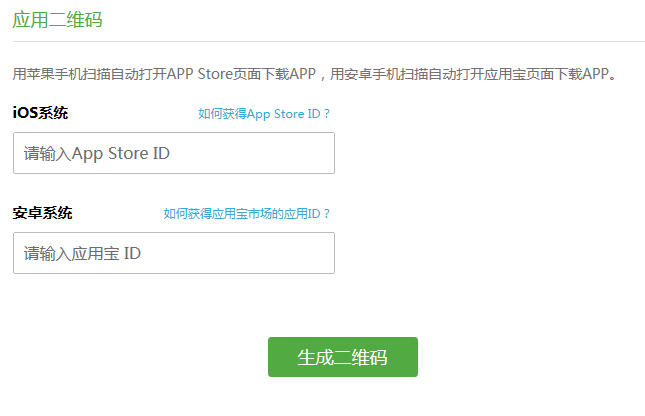 应用二维码
用苹果手机扫描自动打开APP Store页面下载APP，用安卓手机扫描自动打开应用宝页面下载APP。
iOS系统 如何获得App Store ID？
请输入App Store ID
安卓系统 如何获得应用宝市场的应用ID？
请输入应用宝 ID
生成二维码